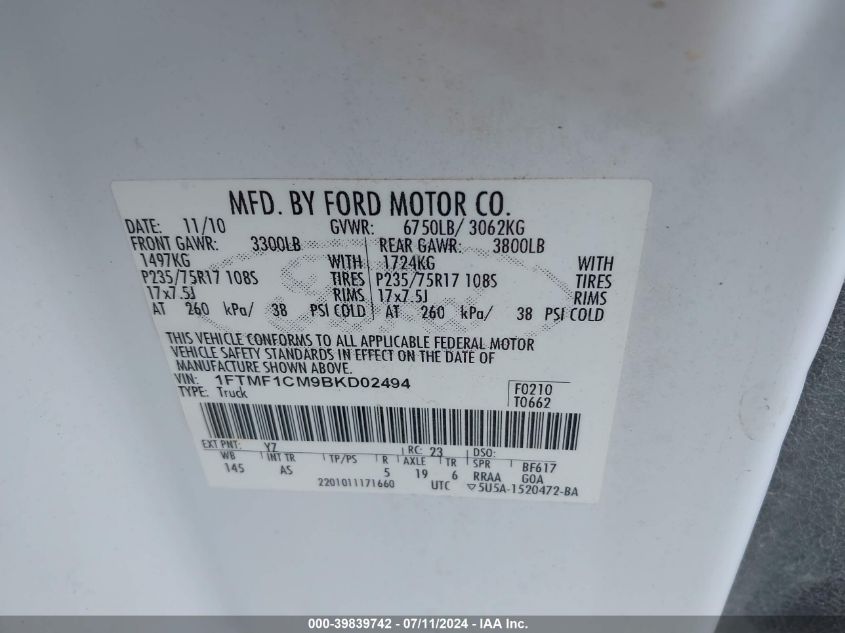 MFD. BY FORD MOTOR CO.
DATE: 11/10 GVWR: 6750LB/ 3062KG
FRONT GAWR: 3300LB REAR GAWR: 3800LB
1497KG WITH 1724KG WITH
P235/75R17 108S TIRES P235/75R17 108S TIRES
17x7.5J RIMS 17x7.5J RIMS
AT 260 kPa/ 38 PSI COLD AT 260 kPa/ 38 PSI COLD
THIS VEHICLE CONFORMS TO ALL APPLICABLE FEDERAL MOTOR
VEHICLE SAFETY STANDARDS IN EFFECT ON THE DATE OF
MANUFACTURE SHOWN ABOVE.
VIN: 1FTMF1CM9BKD02494 F0210
TYPE: Truck T0662
EXT PNT: YZ RC: 23 DSO:
WB INT TR TP/PS R AXLE TR SPR BF617
145 AS 5 19 6 RRAA GOA
2201011171660 UTC ▽5U5A-1520472-BA
000-39839742 - 07/11/2024 - IAA Inc.